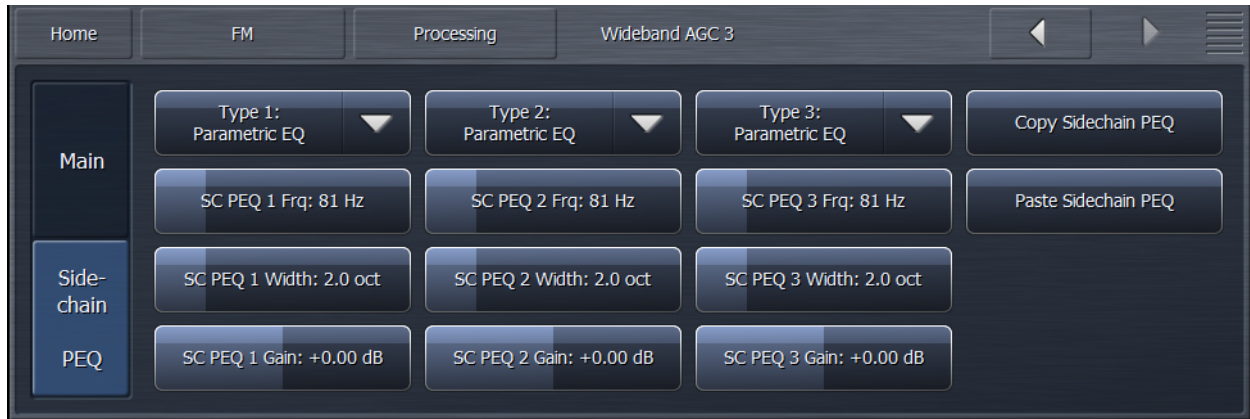 Home
FM
Processing
Wideband AGC 3
Main
Side-
chain
PEQ
Type 1:
Parametric EQ
Type 2:
Parametric EQ
Type 3:
Parametric EQ
Copy Sidechain PEQ
SC PEQ 1 Frq: 81 Hz
SC PEQ 2 Frq: 81 Hz
SC PEQ 3 Frq: 81 Hz
Paste Sidechain PEQ
SC PEQ 1 Width: 2.0 oct
SC PEQ 2 Width: 2.0 oct
SC PEQ 3 Width: 2.0 oct
SC PEQ 1 Gain: +0.00 dB
SC PEQ 2 Gain: +0.00 dB
SC PEQ 3 Gain: +0.00 dB